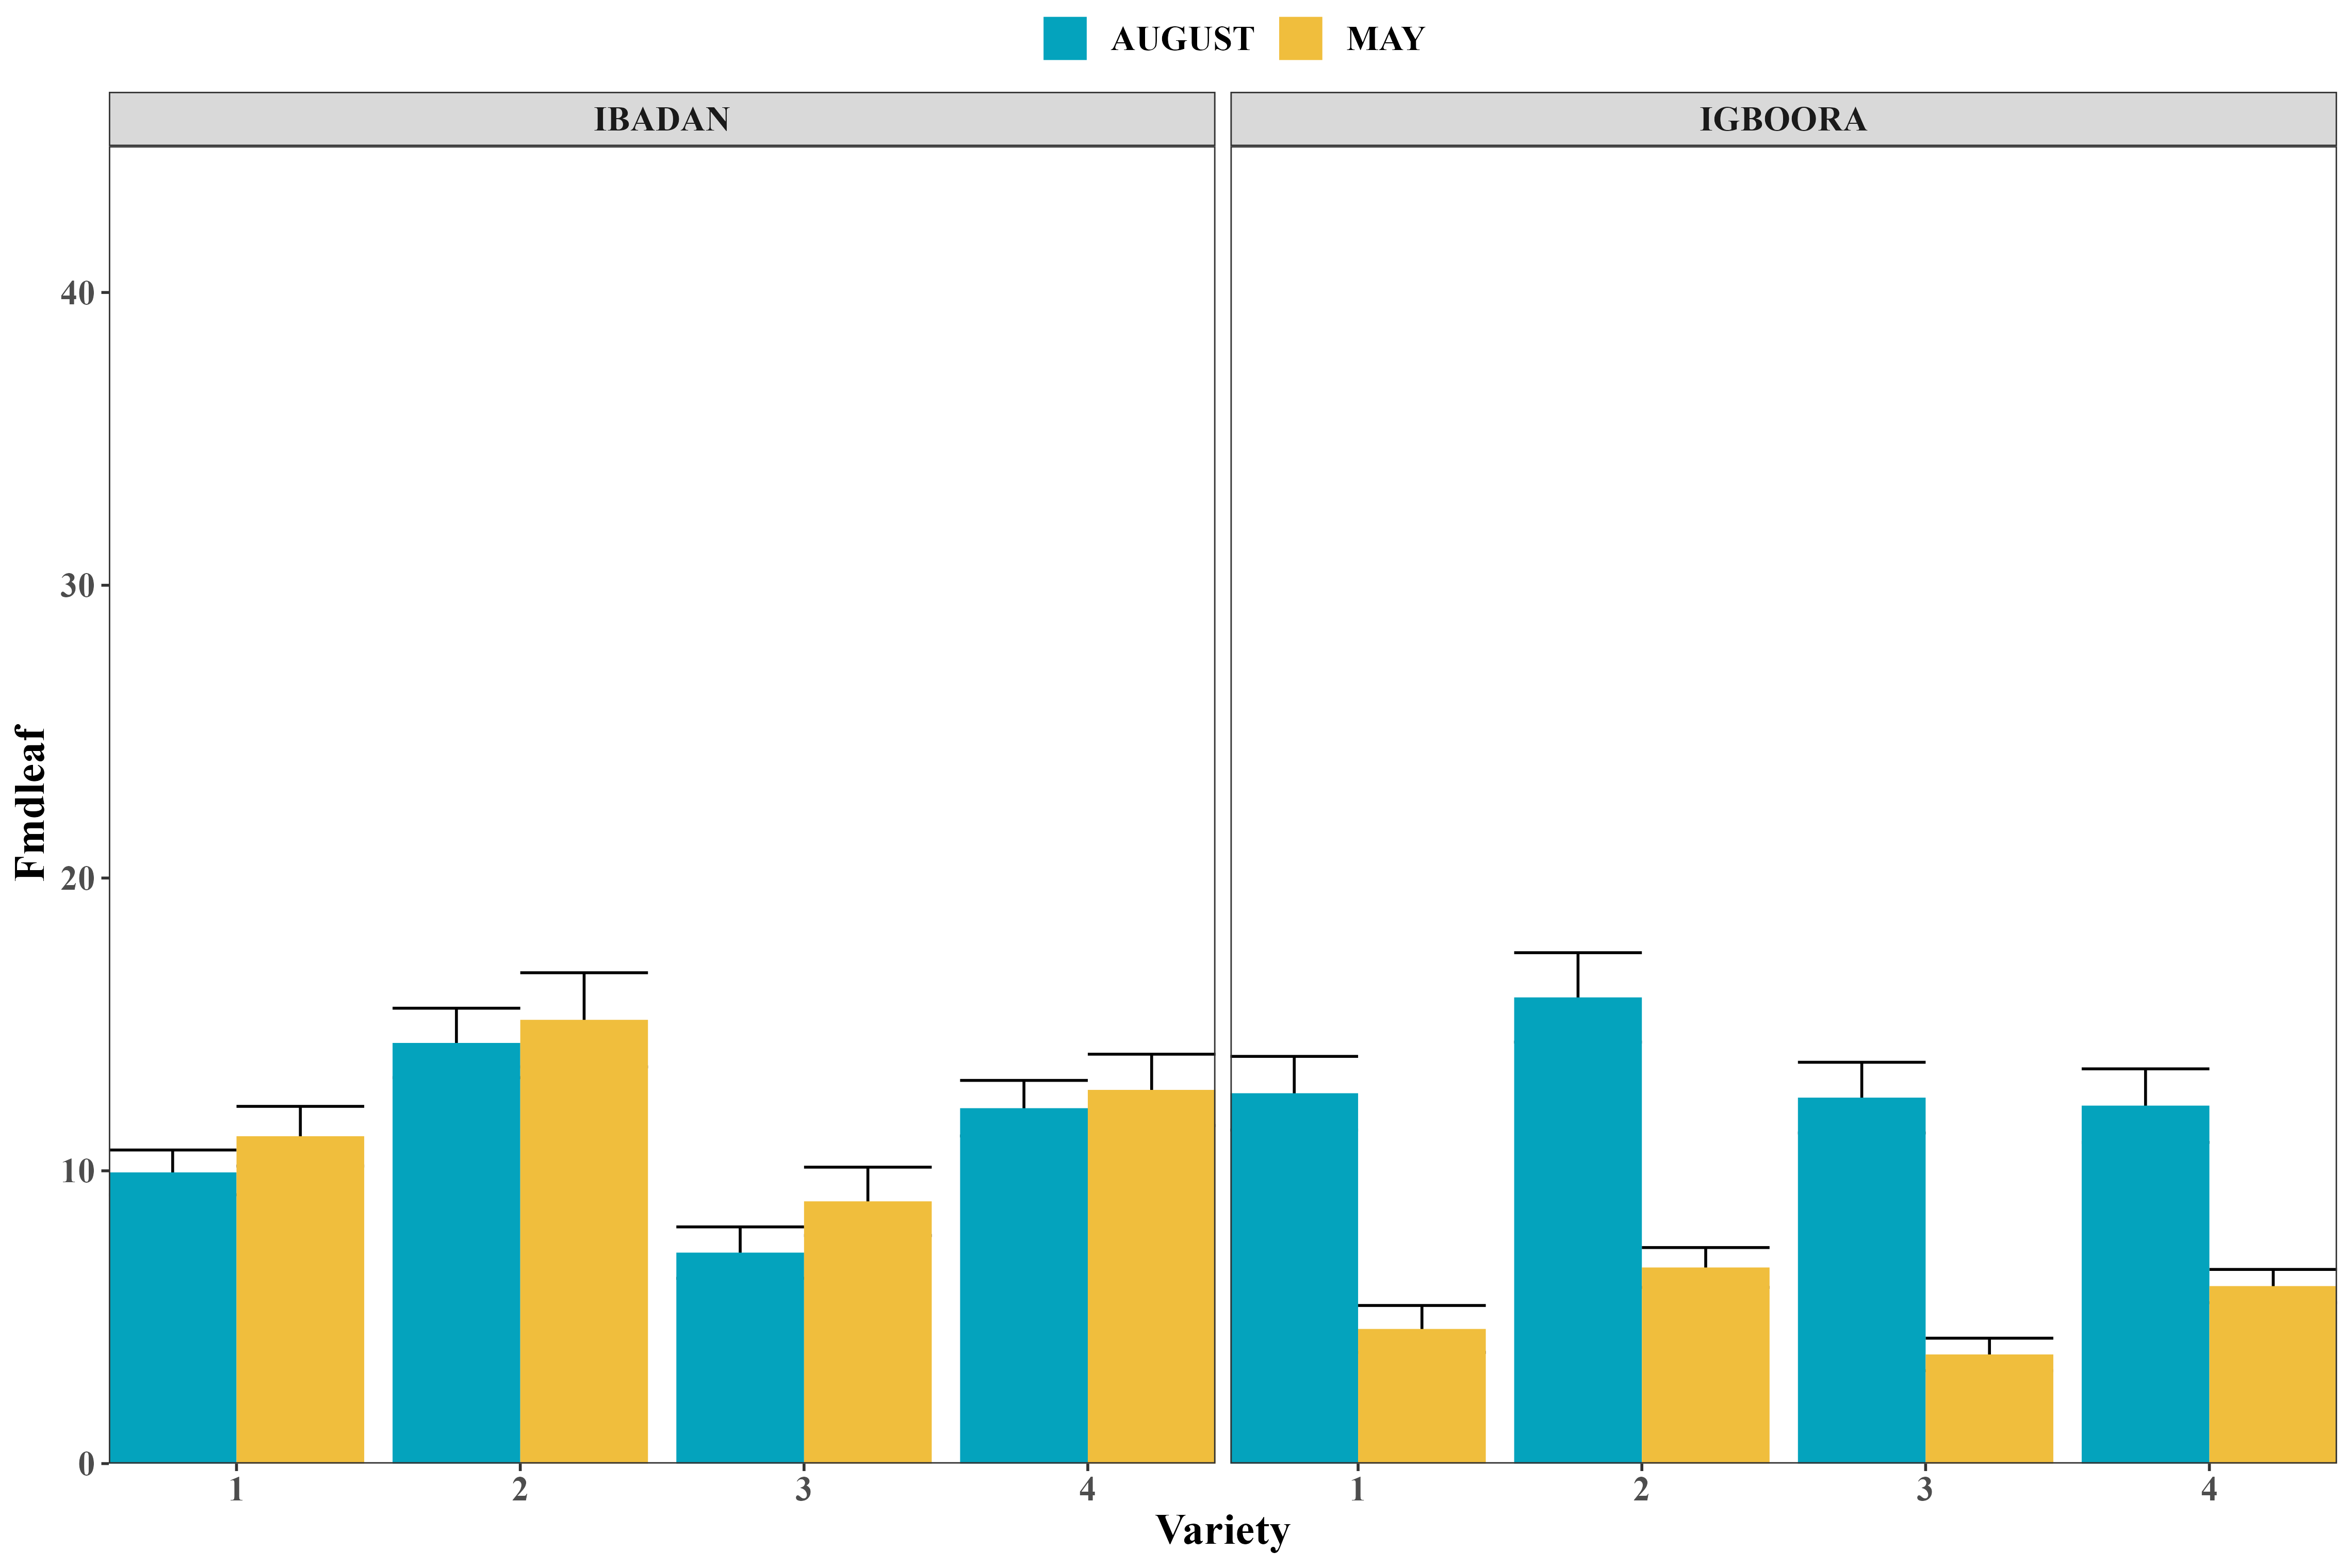 AUGUST MAY
IBADAN IGBOORA
40
30
20
10
0
Fmdleaf
1 2 3 4 1 2 3 4
Variety